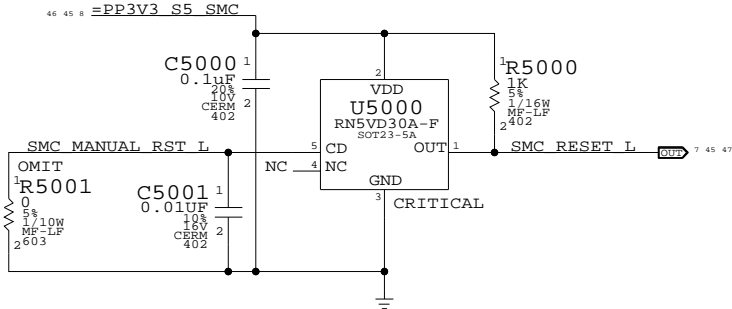 46 45 8 =PP3V3_S5_SMC
C5000 1
0.1uF
20%
10V
CERM 2
402
2
VDD
U5000
RN5VD30A-F
SOT23-5A
1 R5000
1K
5%
1/16W
MF-LF
2 402
SMC_MANUAL_RST_L
5 CD
OUT 1
SMC_RESET_L
OUT 7 45 47
NC 4 NC
GND
3
CRITICAL
OMIT
1 R5001
0
5%
1/10W
MF-LF
2 603
C5001 1
0.01UF
10%
16V
CERM 2
402